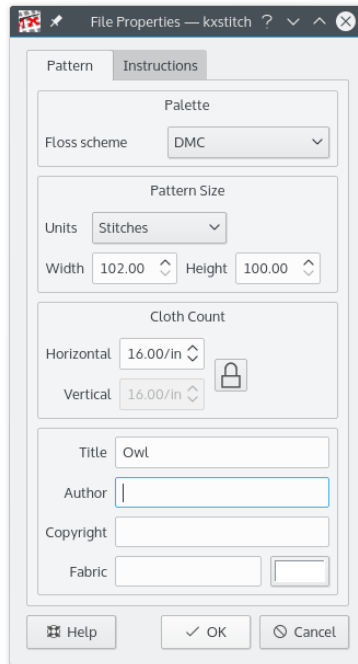 File Properties — kxstitch
Pattern Instructions
Palette
Floss scheme DMC
Pattern Size
Units Stitches
Width 102.00 Height 100.00
Cloth Count
Horizontal 16.00/in
Vertical 16.00/in
Title Owl
Author
Copyright
Fabric
Help OK Cancel